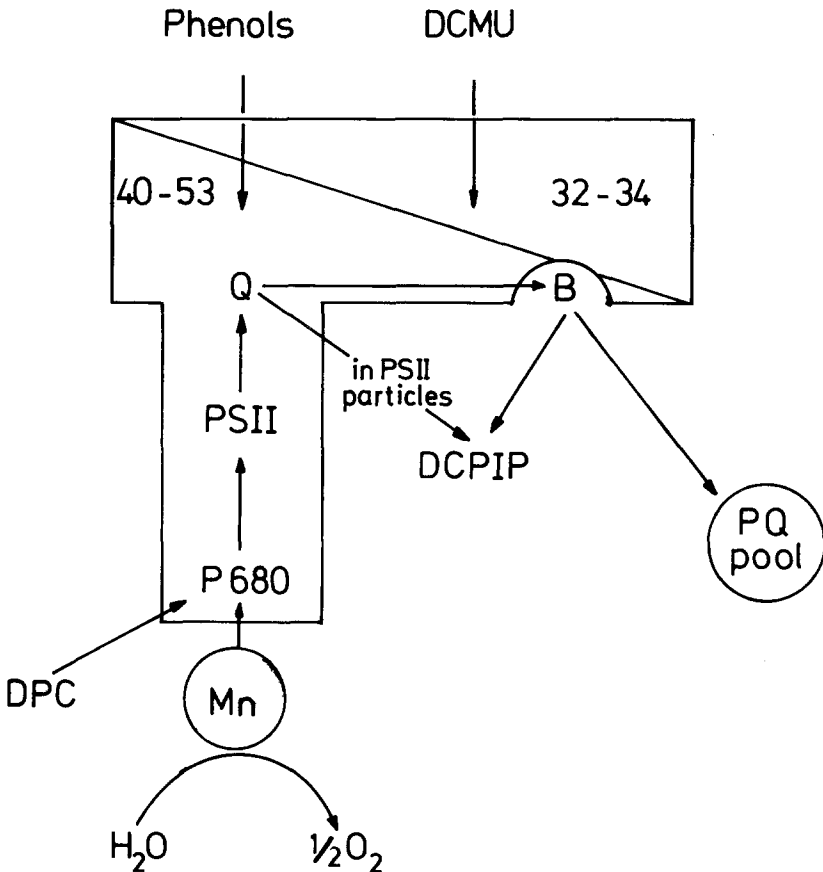 Phenols
DCMU
40-53
32-34
Q
B
in PSII
particles
PSII
DCPIP
PQ
pool
P680
DPC
Mn
H₂O
½O₂